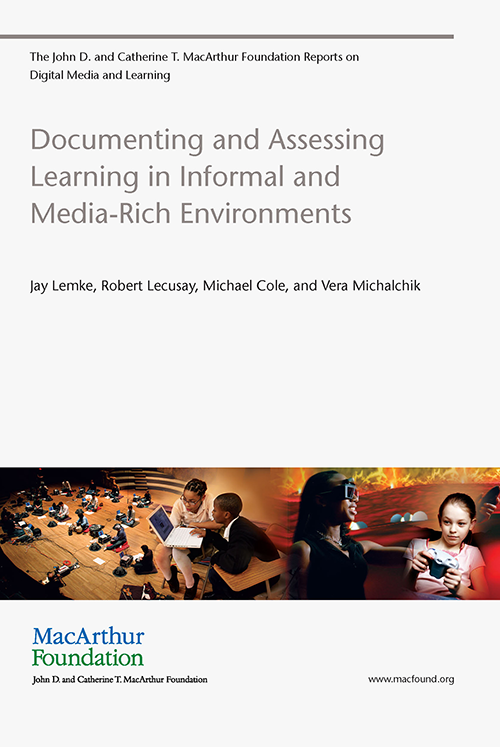 The John D. and Catherine T. MacArthur Foundation Reports on
Digital Media and Learning
Documenting and Assessing
Learning in Informal and
Media-Rich Environments
Jay Lemke, Robert Lecusay, Michael Cole, and Vera Michalchik
MacArthur
Foundation
John D. and Catherine T. MacArthur Foundation
www.macfound.org